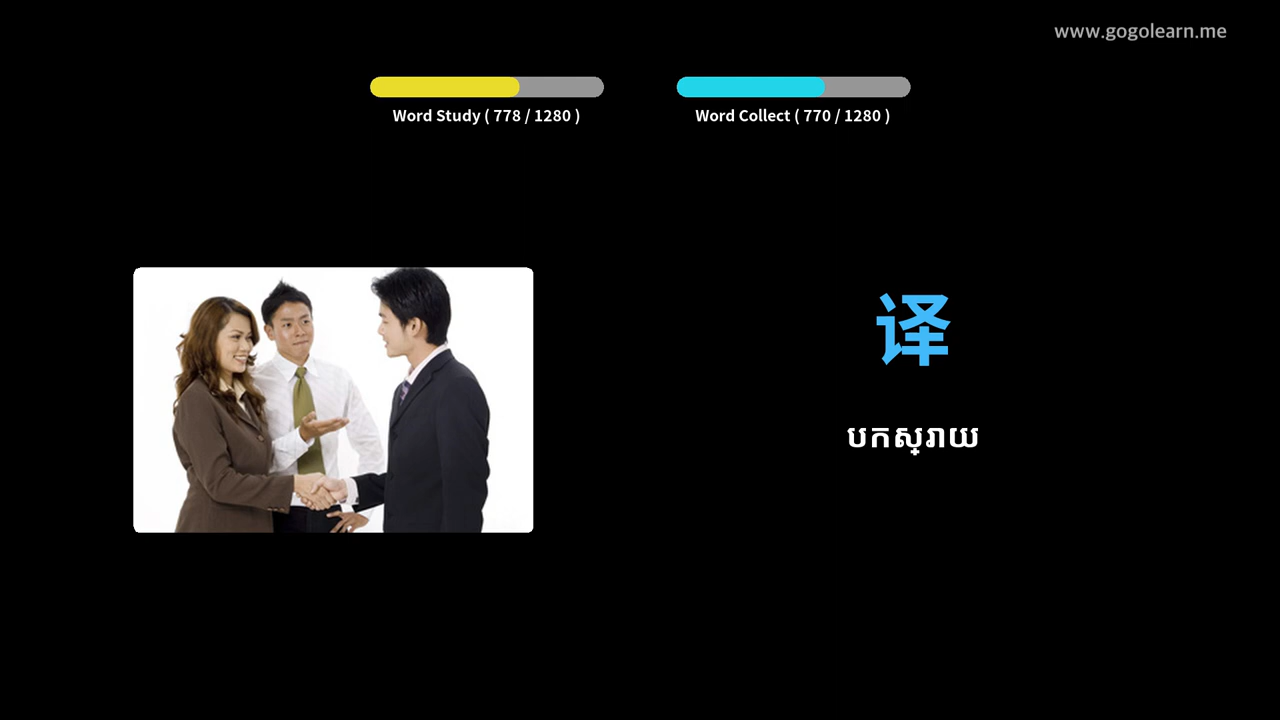 www.gogolearn.me
Word Study ( 778 / 1280 )
Word Collect ( 770 / 1280 )
译
បកស្រាយ